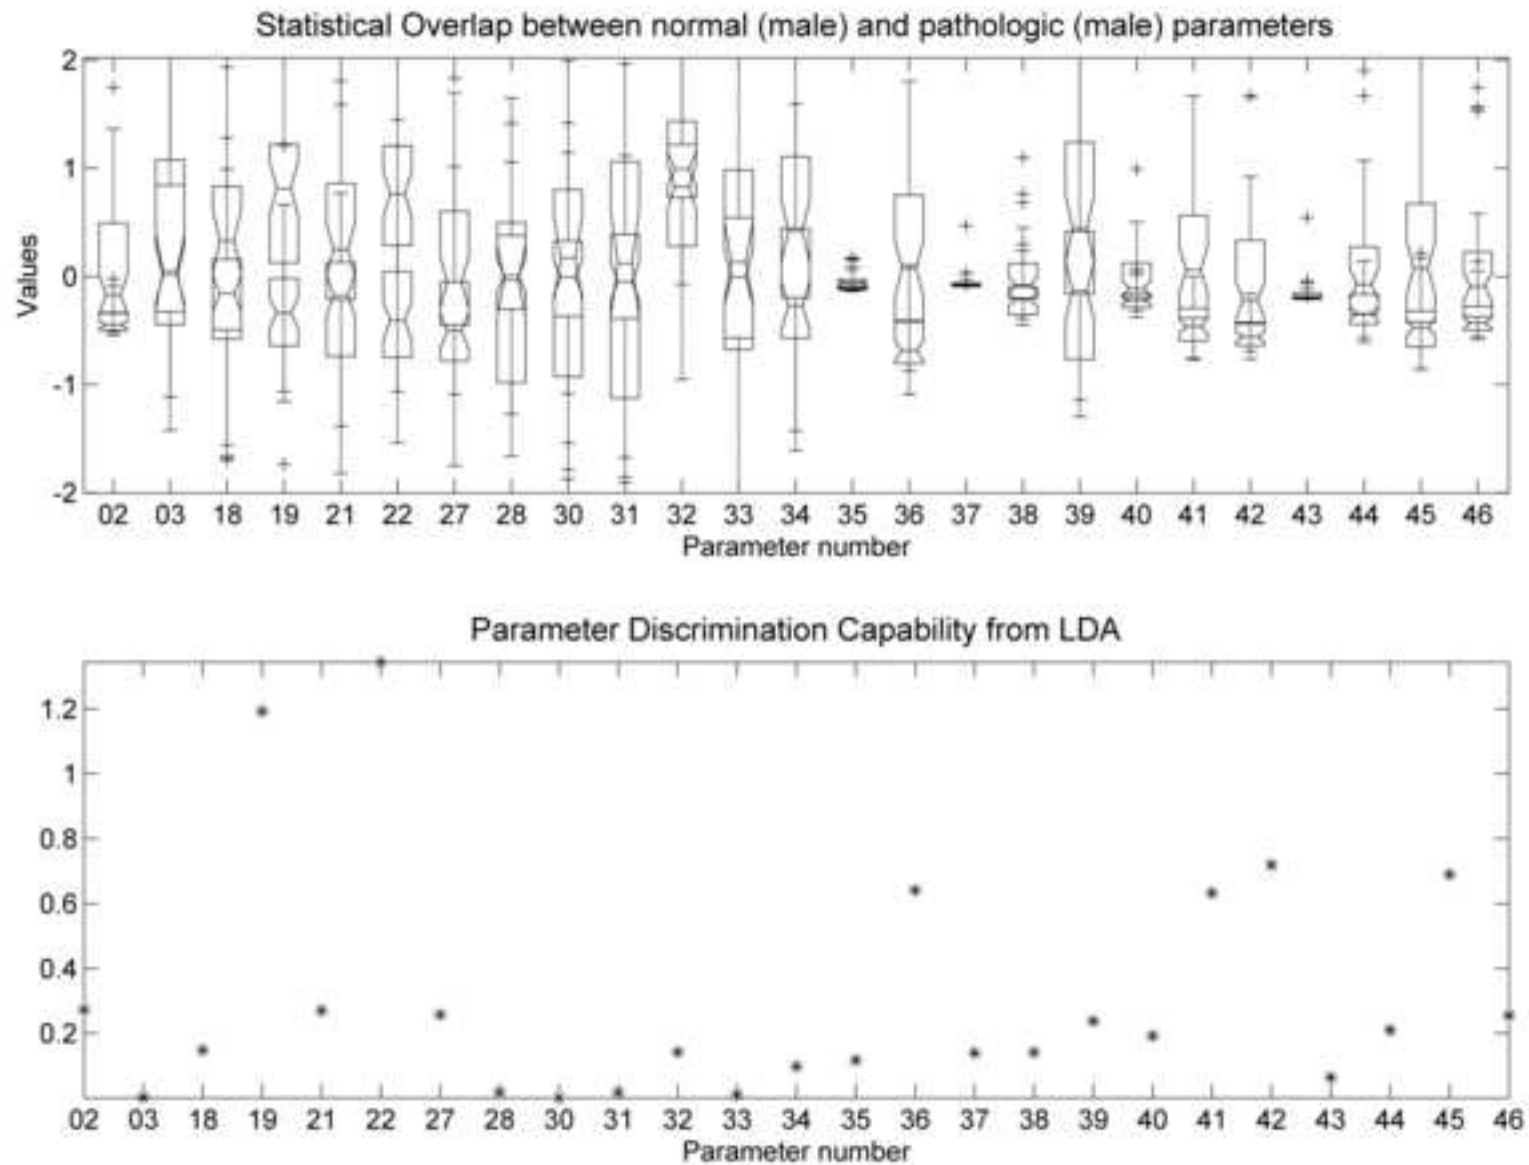 Statistical Overlap between normal (male) and pathologic (male) parameters
2
1
0
-1
-2
Values
02 03 18 19 21 22 27 28 30 31 32 33 34 35 36 37 38 39 40 41 42 43 44 45 46
Parameter number
Parameter Discrimination Capability from LDA
1.2
1
0.8
0.6
0.4
0.2
02 03 18 19 21 22 27 28 30 31 32 33 34 35 36 37 38 39 40 41 42 43 44 45 46
Parameter number